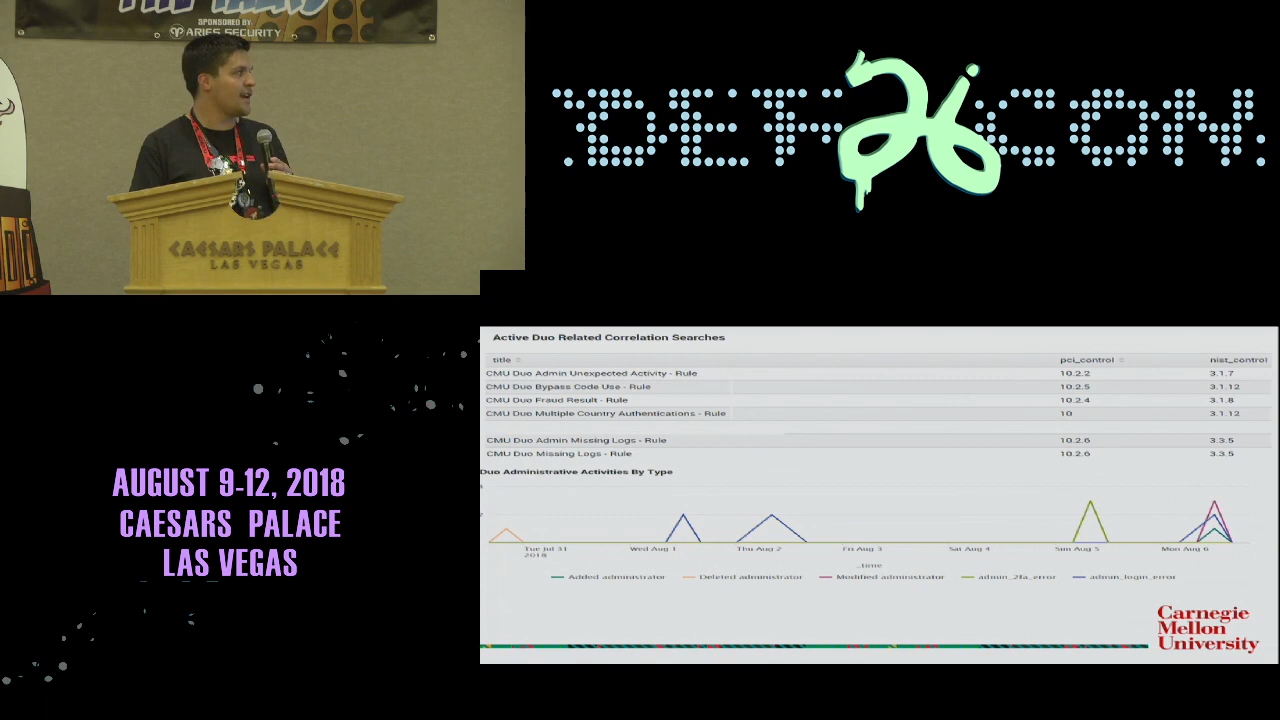 SPONSORED BY:
ARIES SECURITY
CAESARS PALACE
LAS VEGAS
DEF 26 CON
AUGUST 9-12, 2018
CAESARS PALACE
LAS VEGAS
Active Duo Related Correlation Searches
title pci_control nist_control
CMU Duo Admin Unexpected Activity - Rule 10.2.2 3.1.7
CMU Duo Bypass Code Use - Rule 10.2.5 3.1.12
CMU Duo Fraud Result - Rule 10.2.4 3.1.8
CMU Duo Multiple Country Authentications - Rule 10 3.1.12
CMU Duo Admin Missing Logs - Rule 10.2.6 3.3.5
CMU Duo Missing Logs - Rule 10.2.6 3.3.5
Duo Administrative Activities By Type
Tue Jul 31 Wed Aug 1 Thu Aug 2 Fri Aug 3 Sat Aug 4 Sun Aug 5 Mon Aug 6
2018
_time
Added administrator Deleted administrator Modified administrator admin_2fa_error admin_login_error
Carnegie
Mellon
University